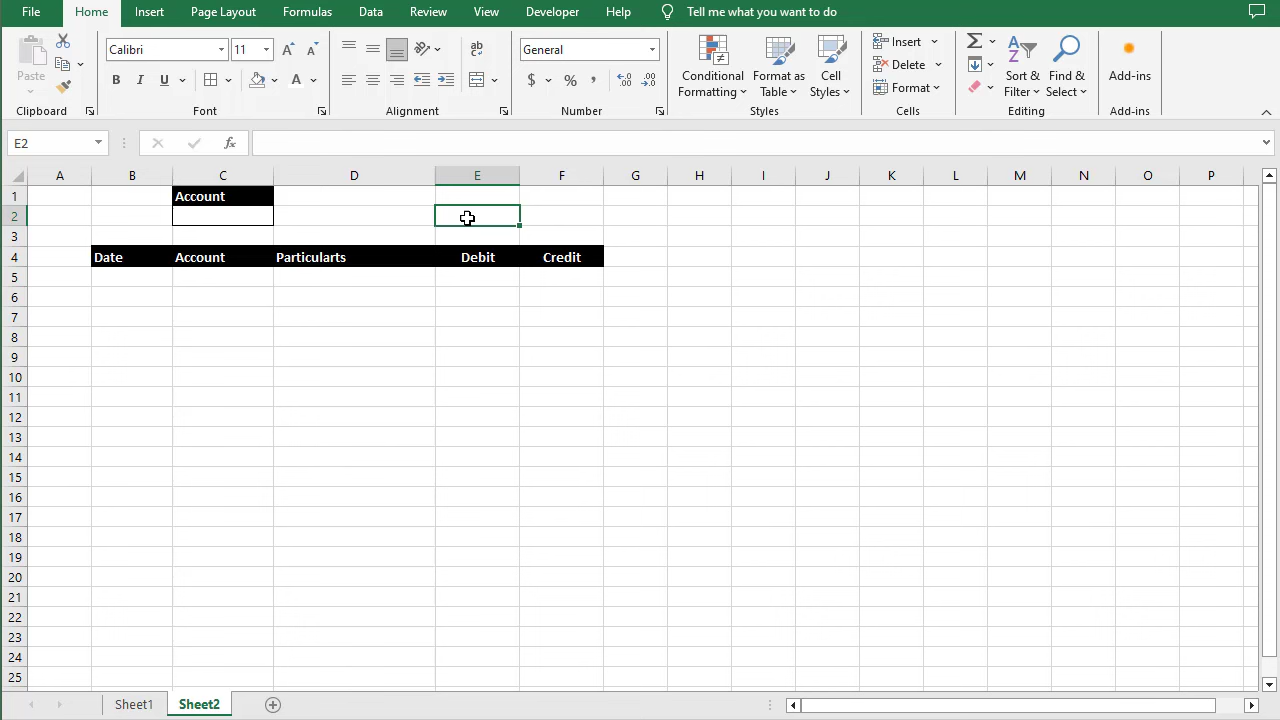 File Home Insert Page Layout Formulas Data Review View Developer Help Tell me what you want to do
Paste
Calibri 11
B I U A
ab
General
$ % ,
Conditional Formatting
Format as Table
Cell Styles
Insert
Delete
Format
Sort & Filter
Find & Select
Add-ins
Clipboard Font Alignment Number Styles Cells Editing Add-ins
E2 fx
A B C D E F G H I J K L M N O P
1 Account
2
3
4 Date Account Particularts Debit Credit
5
6
7
8
9
10
11
12
13
14
15
16
17
18
19
20
21
22
23
24
25
Sheet1 Sheet2